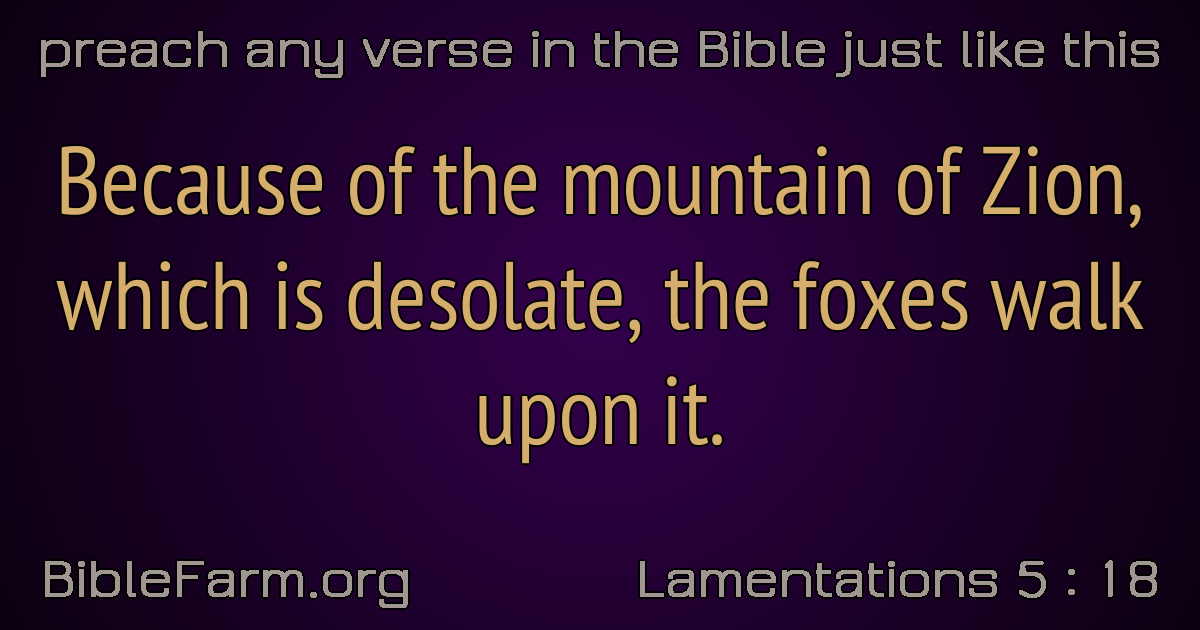 preach any verse in the Bible just like this
Because of the mountain of Zion,
which is desolate, the foxes walk
upon it.
BibleFarm.org
Lamentations 5 : 18